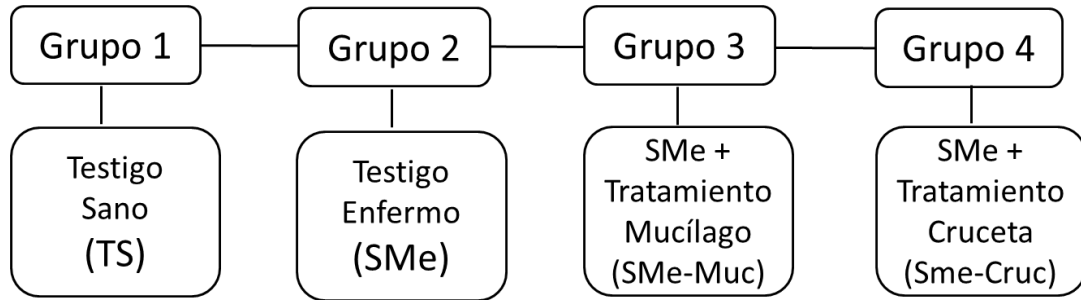 Grupo 1
Grupo 2
Grupo 3
Grupo 4
Testigo
Sano
(TS)
Testigo
Enfermo
(SMe)
SMe +
Tratamiento
Mucílago
(SMe-Muc)
SMe +
Tratamiento
Cruceta
(Sme-Cruc)